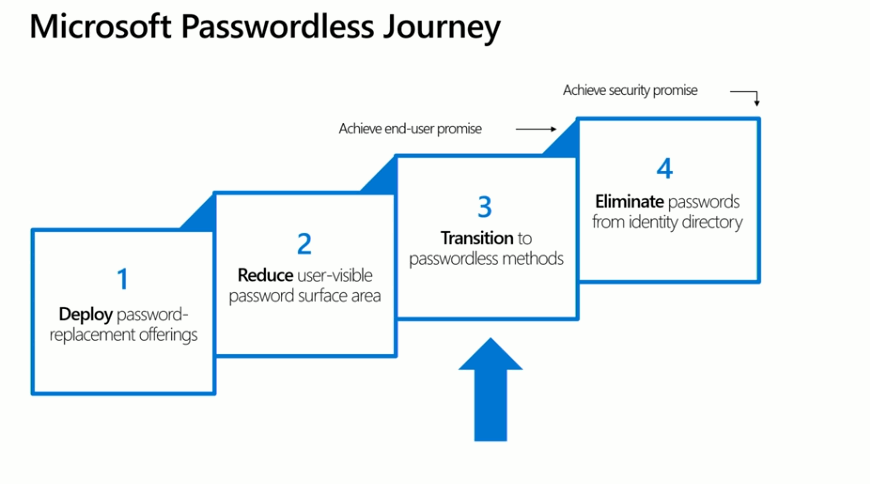 Microsoft Passwordless Journey
Achieve security promise
Achieve end-user promise
1
Deploy password-
replacement offerings
2
Reduce user-visible
password surface area
3
Transition to
passwordless methods
4
Eliminate passwords
from identity directory